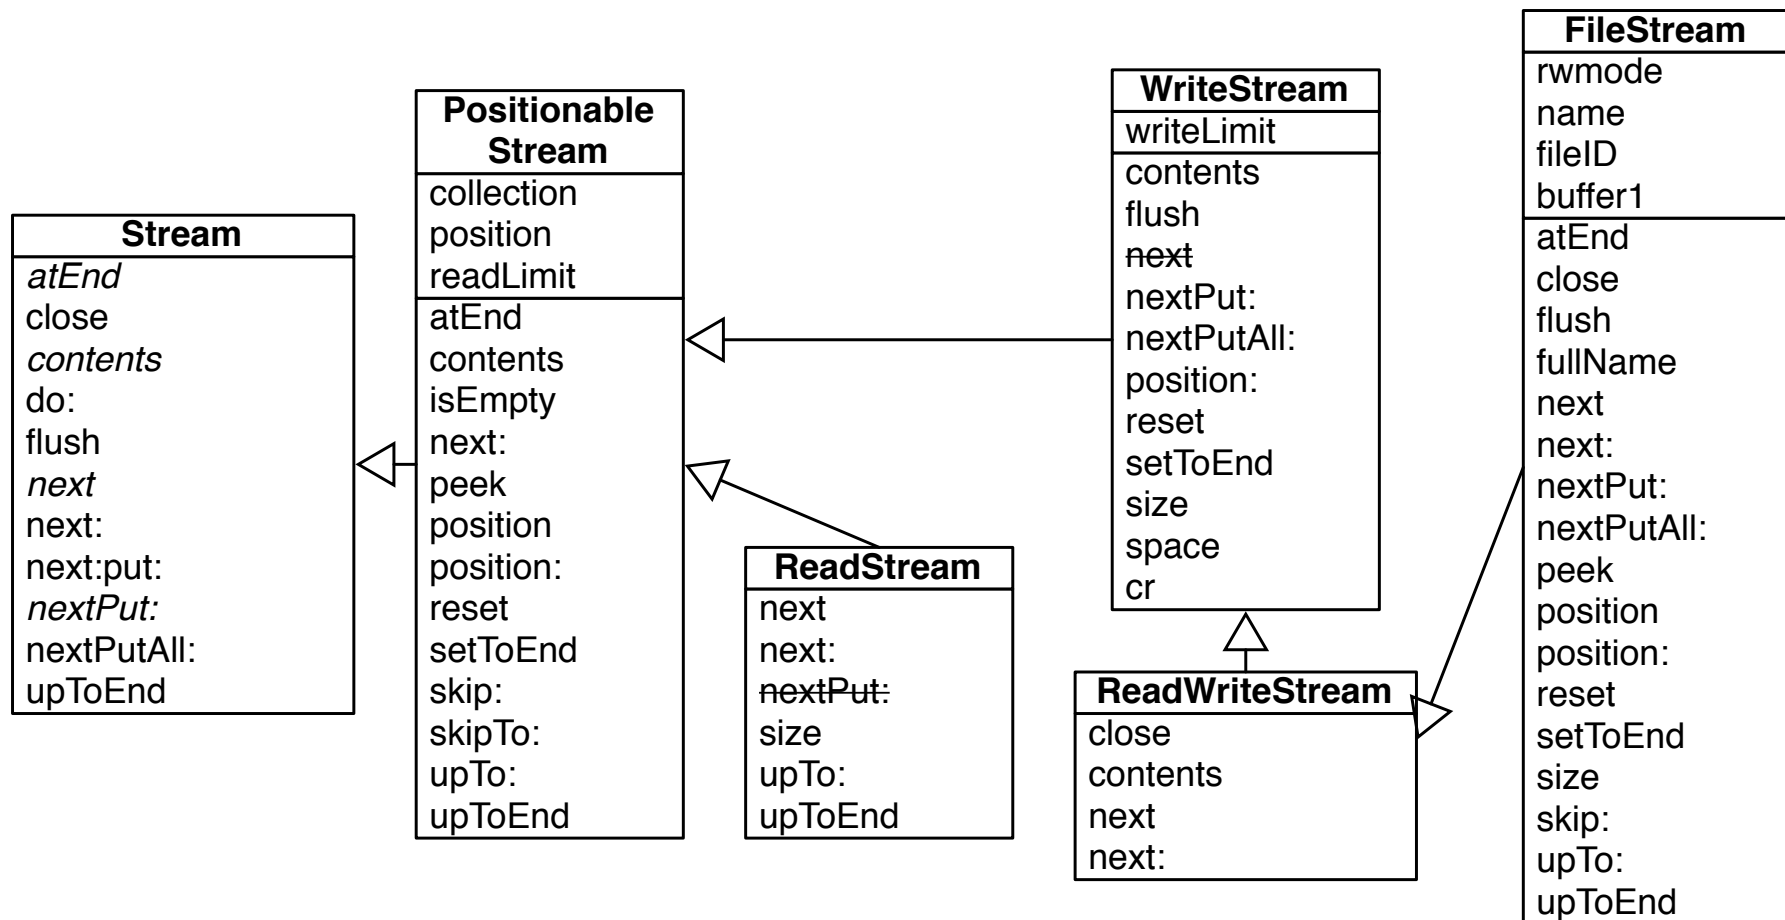 Stream
atEnd
close
contents
do:
flush
next
next:
next:put:
nextPut:
nextPutAll:
upToEnd
Positionable
Stream
collection
position
readLimit
atEnd
contents
isEmpty
next:
peek
position
position:
reset
setToEnd
skip:
skipTo:
upTo:
upToEnd
ReadStream
next
next:
nextPut:
size
upTo:
upToEnd
WriteStream
writeLimit
contents
flush
next
nextPut:
nextPutAll:
position:
reset
setToEnd
size
space
cr
ReadWriteStream
close
contents
next
next:
FileStream
rwmode
name
fileID
buffer1
atEnd
close
flush
fullName
next
next:
nextPut:
nextPutAll:
peek
position
position:
reset
setToEnd
size
skip:
upTo:
upToEnd